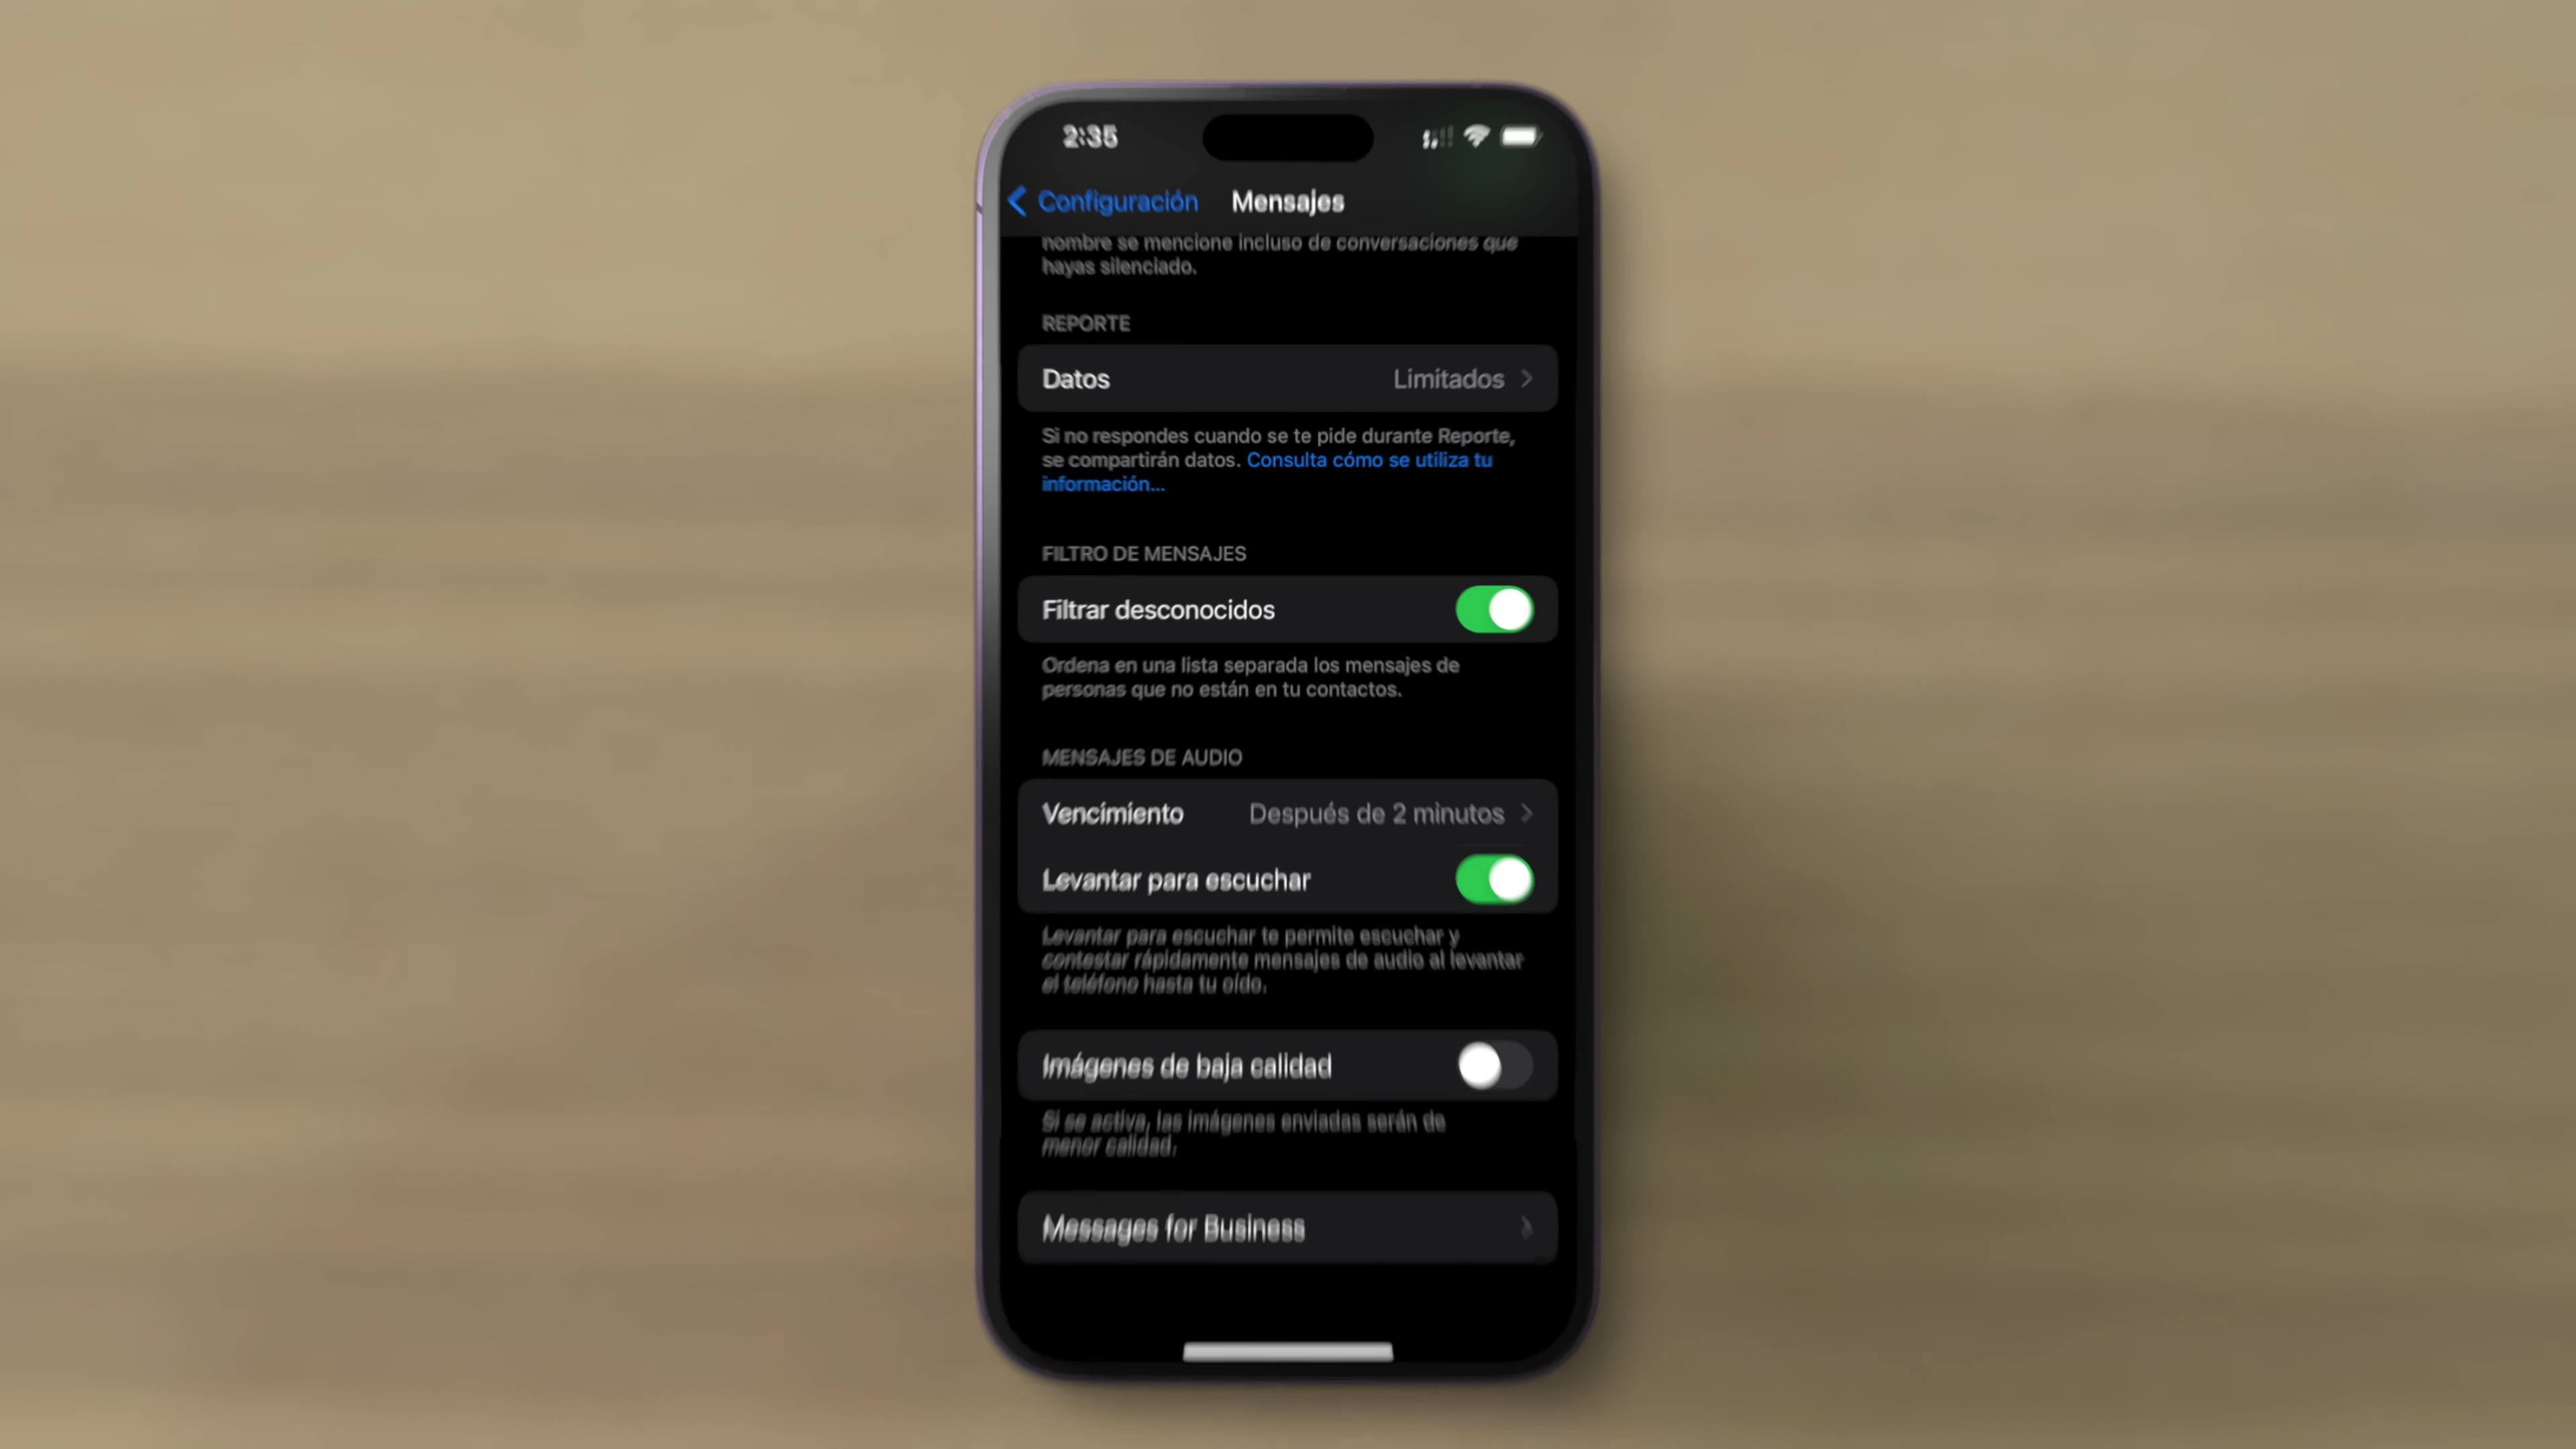 2:35
Configuración
Mensajes
nombre se mencione incluso de conversaciones que
hayas silenciado.
REPORTE
Datos
Limitados
Si no respondes cuando se te pide durante Reporte,
se compartirán datos. Consulta cómo se utiliza tu
información...
FILTRO DE MENSAJES
Filtrar desconocidos
Ordena en una lista separada los mensajes de
personas que no están en tu contactos.
MENSAJES DE AUDIO
Vencimiento
Después de 2 minutos
Levantar para escuchar
Levantar para escuchar te permite escuchar y
contestar rápidamente mensajes de audio al levantar
el teléfono hasta tu oído.
Imágenes de baja calidad
Si se activa, las imágenes enviadas serán de
menor calidad.
Messages for Business